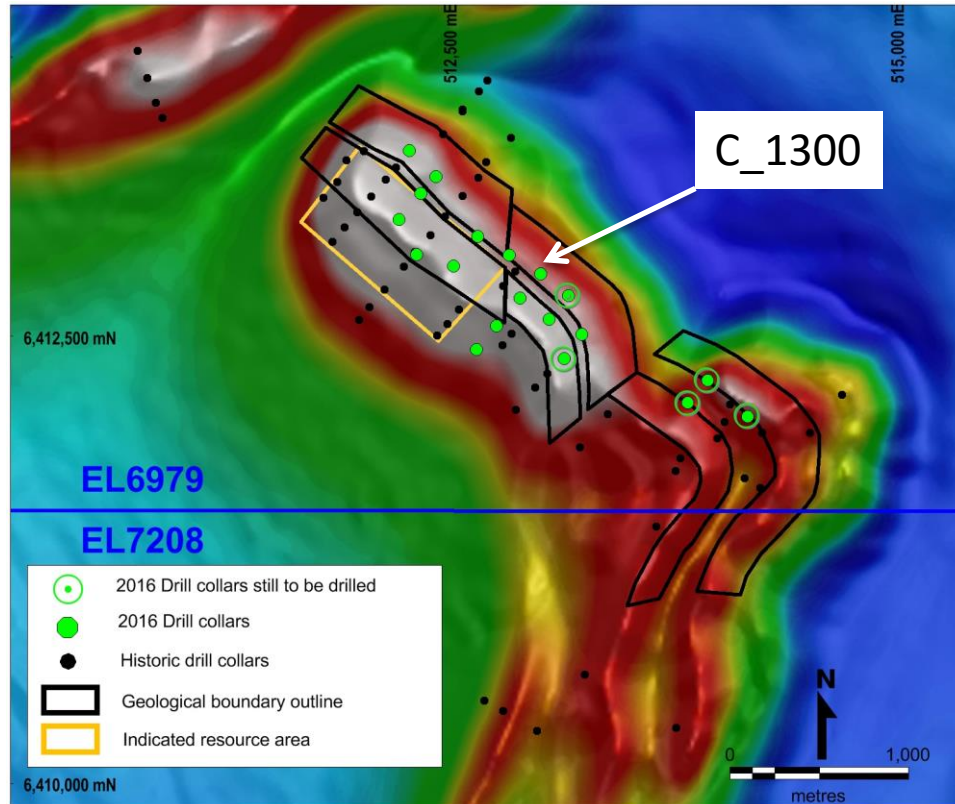 512,500 mE
515,000 mE
C_1300
6,412,500 mN
EL6979
EL7208
2016 Drill collars still to be drilled
2016 Drill collars
Historic drill collars
Geological boundary outline
Indicated resource area
N
0
1,000
metres
6,410,000 mN